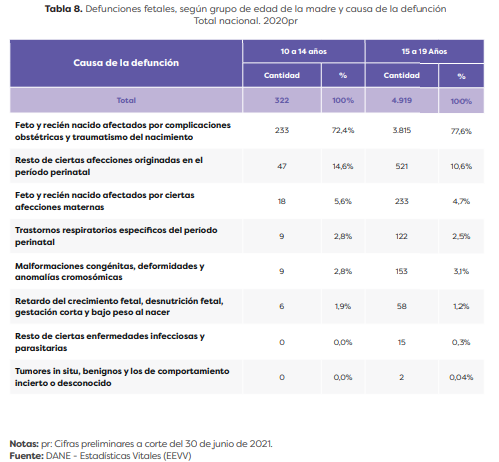 Tabla 8. Defunciones fetales, según grupo de edad de la madre y causa de la defunción
Total nacional. 2020pr
Causa de la defunción
10 a 14 años
15 a 19 Años
Cantidad % Cantidad %
Total 322 100% 4.919 100%
Feto y recién nacido afectados por complicaciones
obstétricas y traumatismo del nacimiento
233 72,4% 3.815 77,6%
Resto de ciertas afecciones originadas en el
período perinatal
47 14,6% 521 10,6%
Feto y recién nacido afectados por ciertas
afecciones maternas
18 5,6% 233 4,7%
Trastornos respiratorios específicos del período
perinatal
9 2,8% 122 2,5%
Malformaciones congénitas, deformidades y
anomalías cromosómicas
9 2,8% 153 3,1%
Retardo del crecimiento fetal, desnutrición fetal,
gestación corta y bajo peso al nacer
6 1,9% 58 1,2%
Resto de ciertas enfermedades infecciosas y
parasitarias
0 0,0% 15 0,3%
Tumores in situ, benignos y los de comportamiento
incierto o desconocido
0 0,0% 2 0,04%
Notas: pr: Cifras preliminares a corte del 30 de junio de 2021.
Fuente: DANE - Estadísticas Vitales (EEVV)